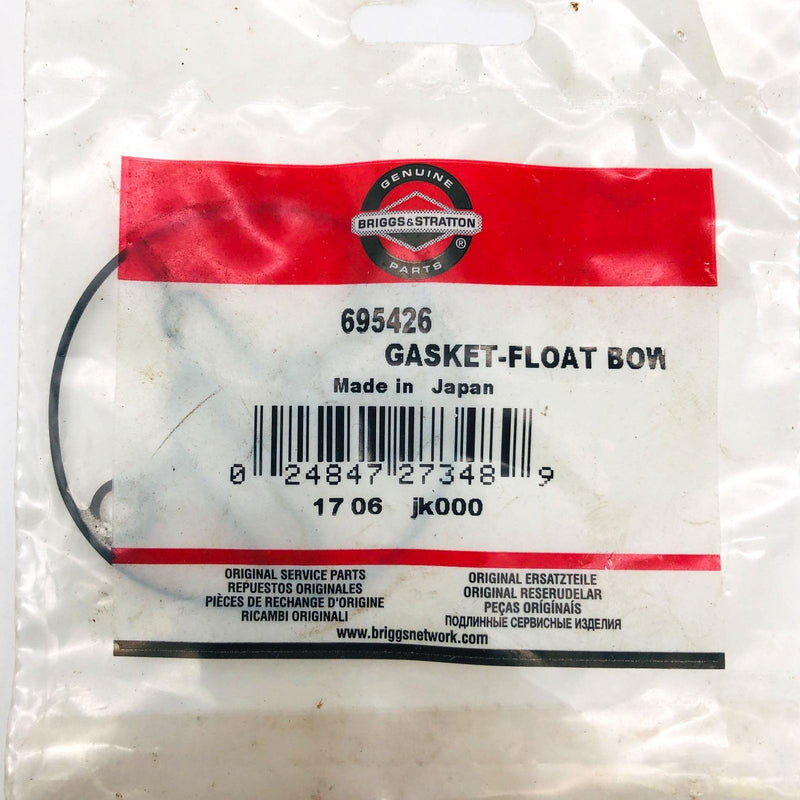 GENUINE
BRIGGS&STRATTON
®
PARTS
695426
GASKET-FLOAT BOW
Made in Japan
0 24847 27348 9
17 06 jk000
ORIGINAL SERVICE PARTS
REPUESTOS ORIGINALES
PIÈCES DE RECHANGE D'ORIGINE
RICAMBI ORIGINALI
ORIGINAL ERSATZTEILE
ORIGINAL RESERUDELAR
PEÇAS ORIGÍNAIS
ПОДЛИННЫЕ СЕРВИСНЫЕ ИЗДЕЛИЯ
www.briggsnetwork.com